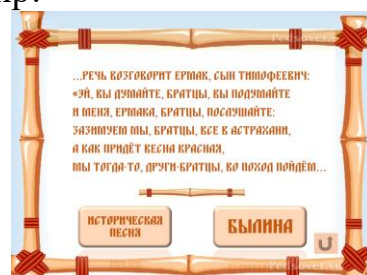 ...РЕЧЬ ВОЗГОВОРИТ ЕРМАК, СЫН ТИМОФЕЕВИЧ:
«ЭЙ, ВЫ ДУМАЙТЕ, БРАТЦЫ, ВЫ ПОДУМАЙТЕ
И МЕНЯ, ЕРМАКА, БРАТЦЫ, ПОСЛУШАЙТЕ:
ЗАЗИМУЕМ МЫ, БРАТЦЫ, ВСЕ В АСТРАХАНИ,
А КАК ПРИДЁТ ВЕСНА КРАСНАЯ,
МЫ ТОГДА-ТО, ДРУГИ-БРАТЦЫ, ВО ПОХОД ПОЙДЁМ...
ИСТОРИЧЕСКАЯ
ПЕСНЯ
БЫЛИНА